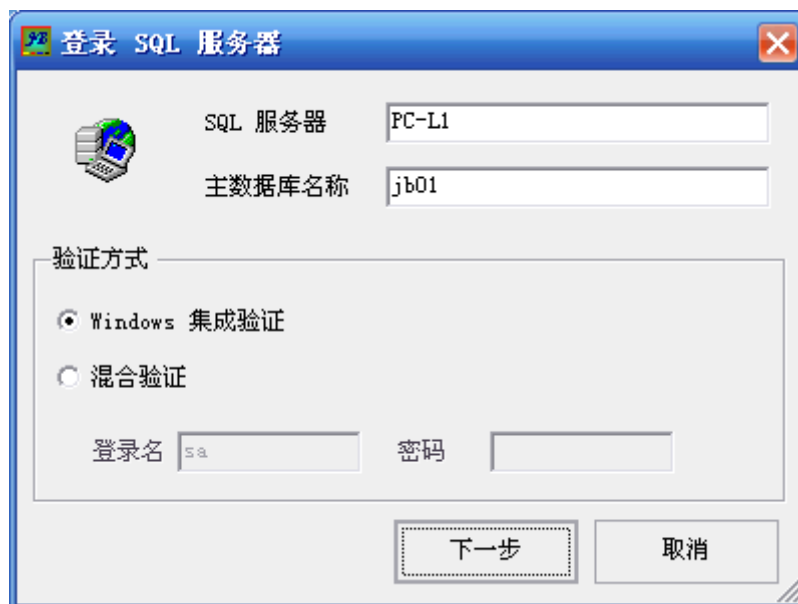 登录 SQL 服务器
SQL 服务器 PC-L1
主数据库名称 jb01
验证方式
Windows 集成验证
混合验证
登录名 sa 密码
下一步 取消